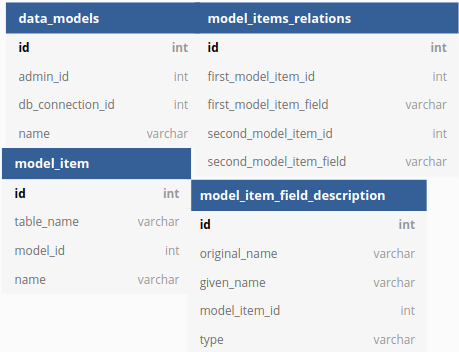 data_models
id int
admin_id int
db_connection_id int
name varchar
model_items_relations
id int
first_model_item_id int
first_model_item_field varchar
second_model_item_id int
second_model_item_field varchar
model_item
id int
table_name varchar
model_id int
name varchar
model_item_field_description
id int
original_name varchar
given_name varchar
model_item_id int
type varchar